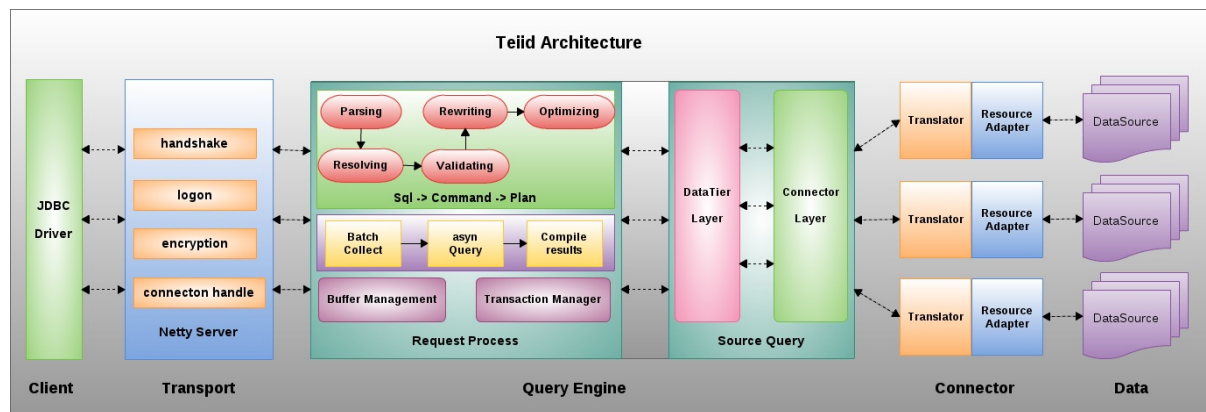 Teiid Architecture
JDBC
Driver
handshake
logon
encryption
connecton handle
Netty Server
Parsing
Rewriting
Optimizing
Resolving
Validating
Sql -> Command -> Plan
Batch
Collect
asyn
Query
Compile
results
Buffer Management
Transaction Manager
Request Process
DataTier
Layer
Connector
Layer
Source Query
Translator
Resource
Adapter
DataSource
Translator
Resource
Adapter
DataSource
Translator
Resource
Adapter
DataSource
Client
Transport
Query Engine
Connector
Data